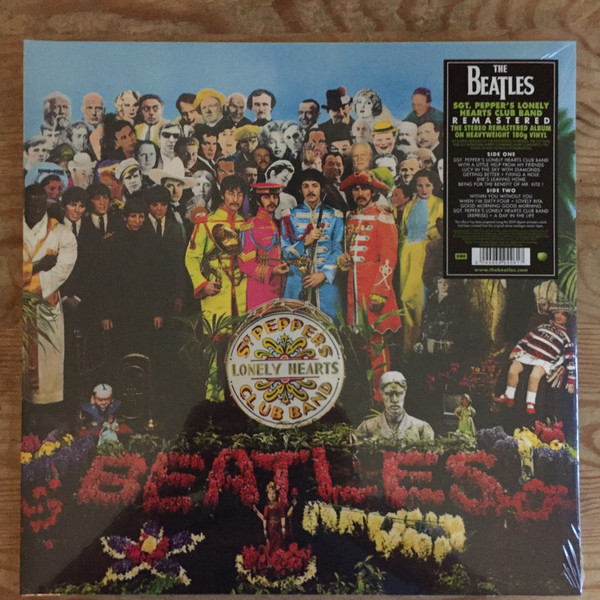 THE
BEATLES
SGT. PEPPER'S LONELY
HEARTS CLUB BAND
REMASTERED
THE STEREO REMASTERED ALBUM
ON HEAVYWEIGHT 180g VINYL
SIDE ONE
SGT. PEPPER'S LONELY HEARTS CLUB BAND
WITH A LITTLE HELP FROM MY FRIENDS
LUCY IN THE SKY WITH DIAMONDS
GETTING BETTER • FIXING A HOLE
SHE'S LEAVING HOME
BEING FOR THE BENEFIT OF MR. KITE!
SIDE TWO
WITHIN YOU WITHOUT YOU
WHEN I'M SIXTY FOUR • LOVELY RITA
GOOD MORNING GOOD MORNING
SGT. PEPPER'S LONELY HEARTS CLUB BAND
(REPRISE) • A DAY IN THE LIFE
www.thebeatles.com
SGT. PEPPERS
LONELY HEARTS
CLUB BAND
BEATLES